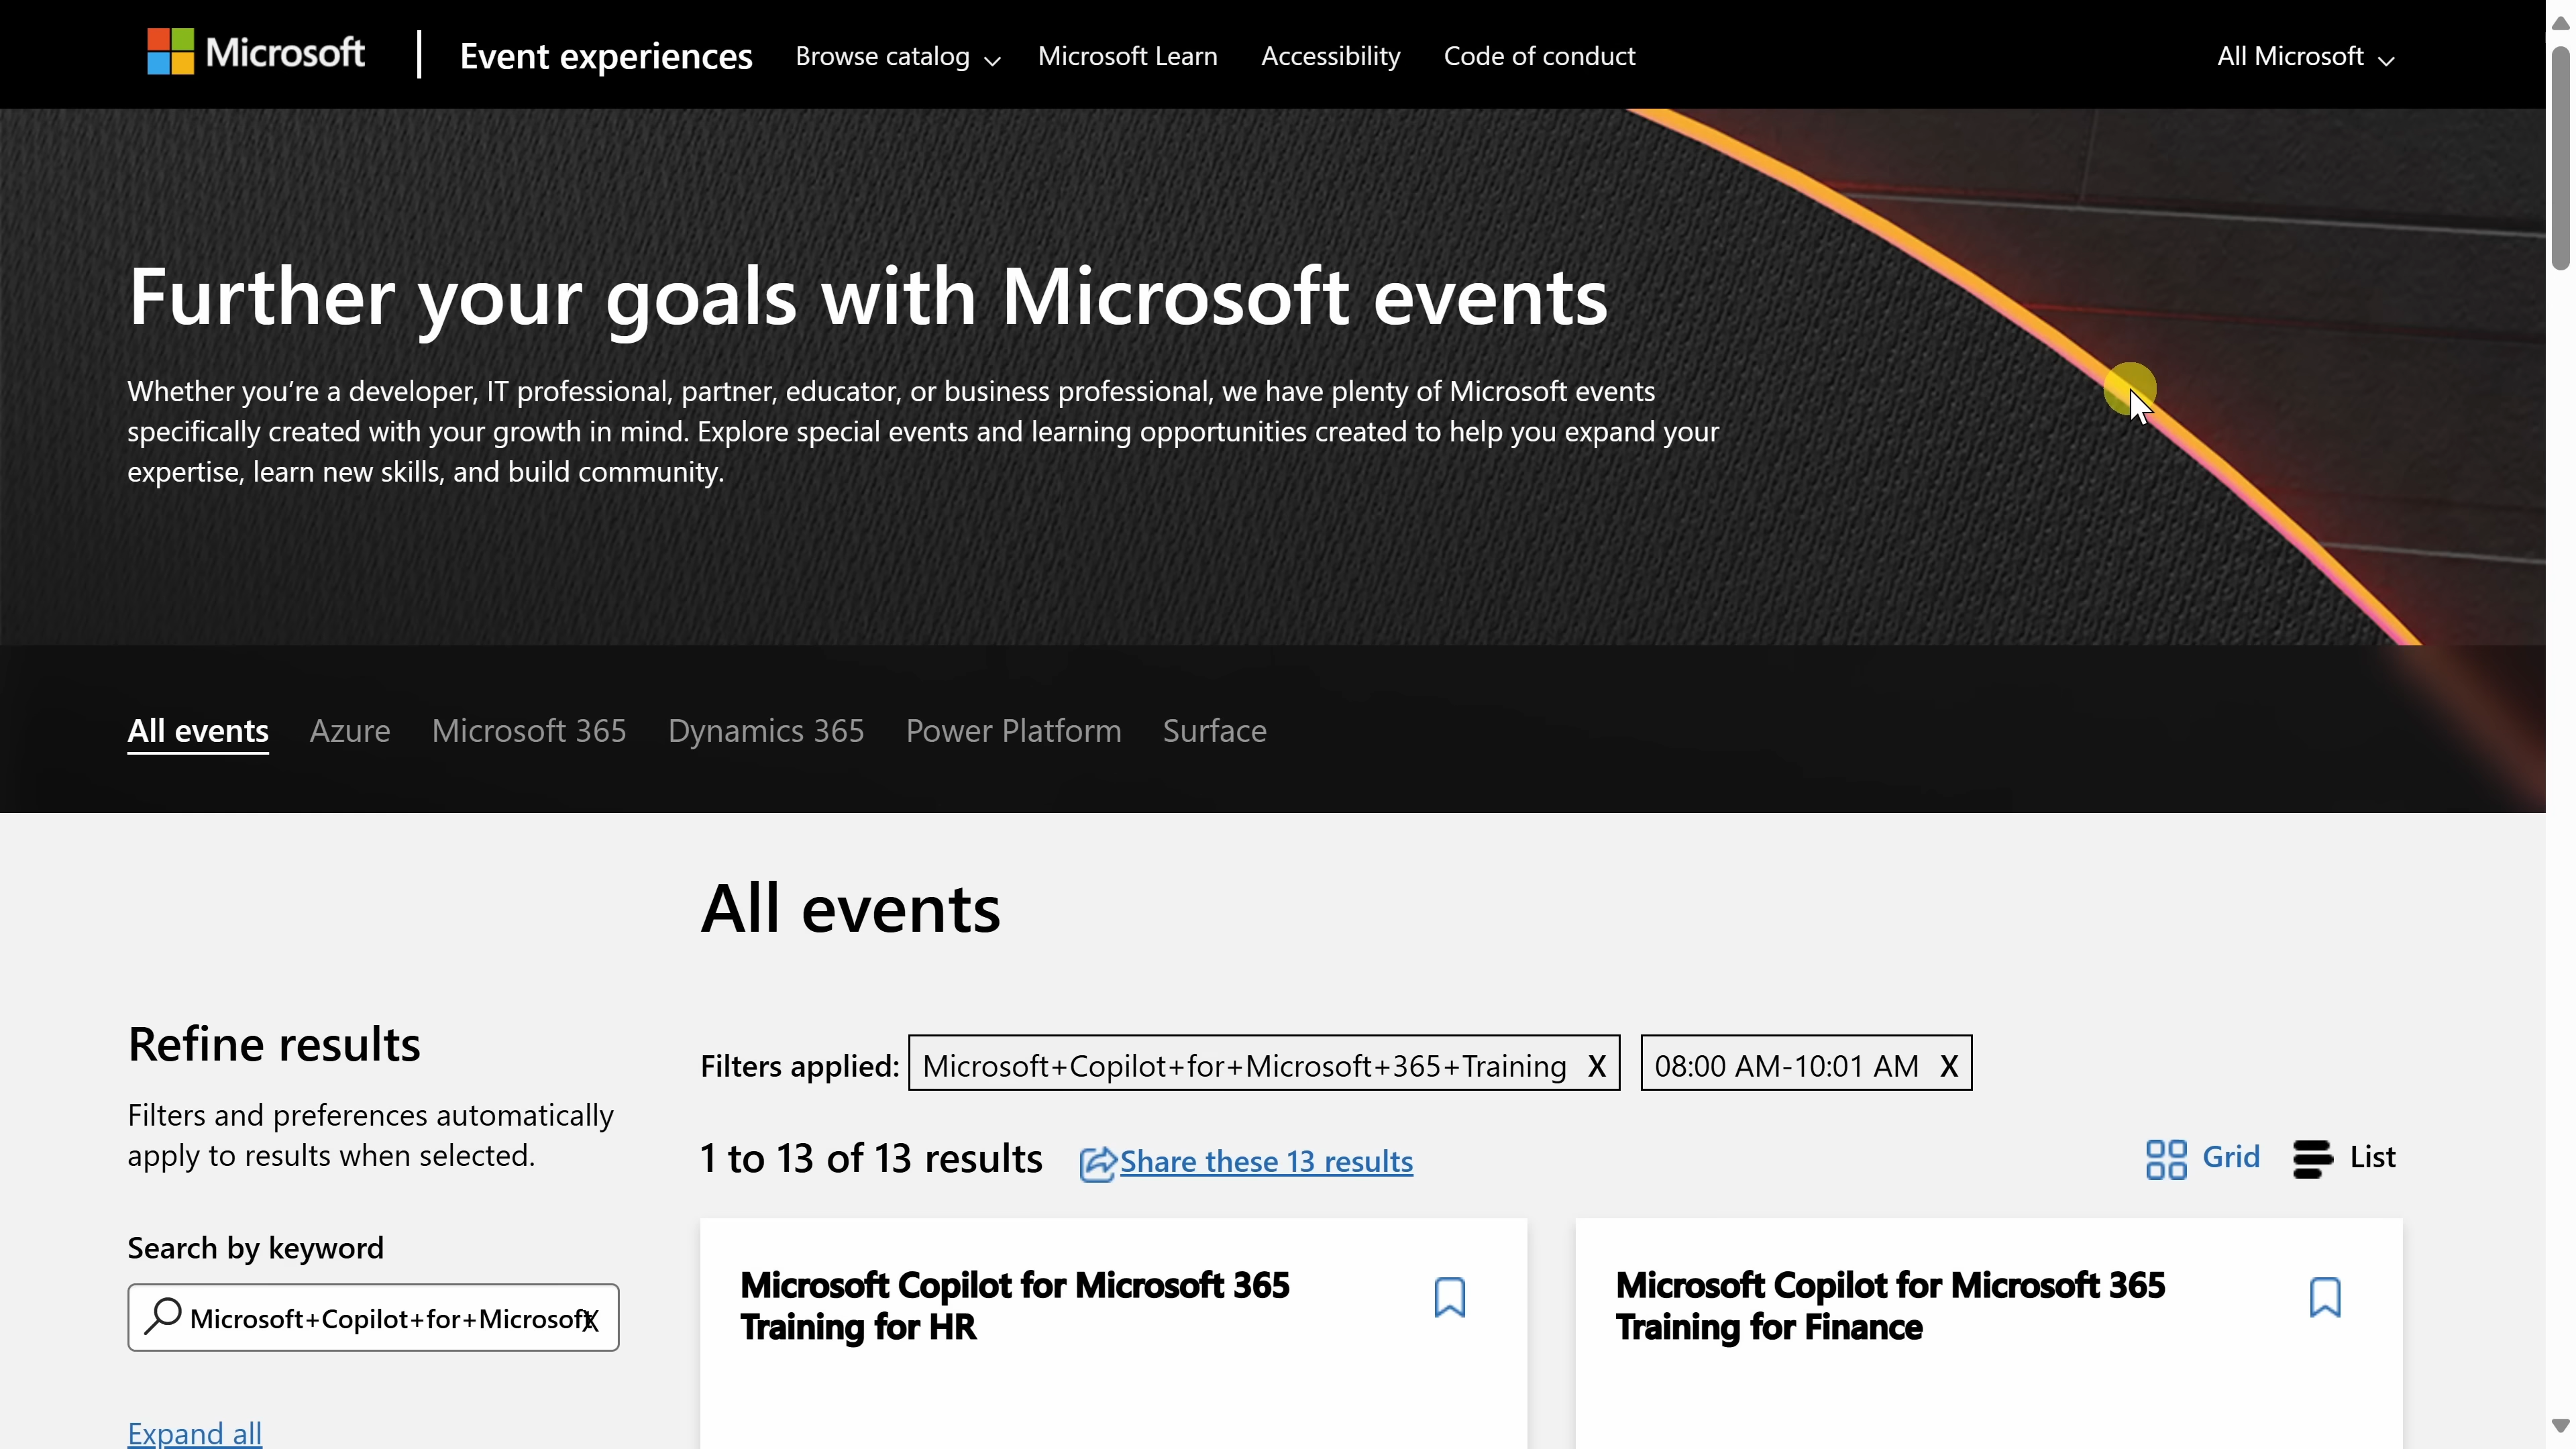 Microsoft
Event experiences
Browse catalog
Microsoft Learn
Accessibility
Code of conduct
All Microsoft
Further your goals with Microsoft events
Whether you’re a developer, IT professional, partner, educator, or business professional, we have plenty of Microsoft events
specifically created with your growth in mind. Explore special events and learning opportunities created to help you expand your
expertise, learn new skills, and build community.
All events
Azure
Microsoft 365
Dynamics 365
Power Platform
Surface
All events
Refine results
Filters and preferences automatically
apply to results when selected.
Search by keyword
Microsoft+Copilot+for+Microsoft X
Expand all
Filters applied: Microsoft+Copilot+for+Microsoft+365+Training X 08:00 AM-10:01 AM X
1 to 13 of 13 results
Share these 13 results
Grid
List
Microsoft Copilot for Microsoft 365
Training for HR
Microsoft Copilot for Microsoft 365
Training for Finance